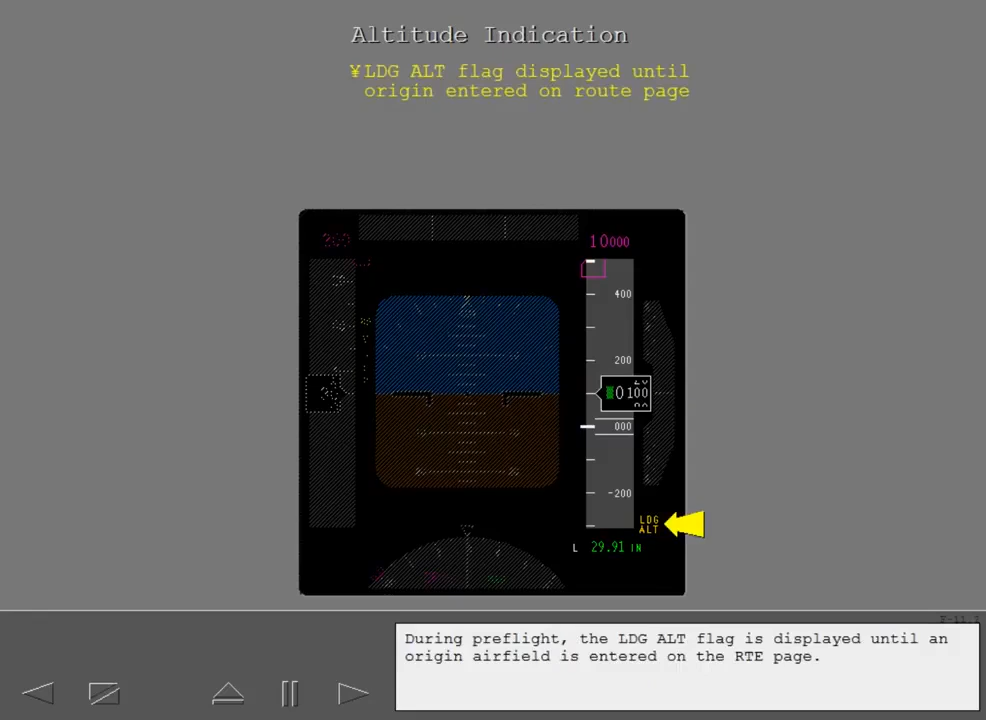 Altitude Indication
¥LDG ALT flag displayed until
origin entered on route page
200
10000
400
200
0100
000
-200
LDG
ALT
L 29.91 IN
During preflight, the LDG ALT flag is displayed until an
origin airfield is entered on the RTE page.